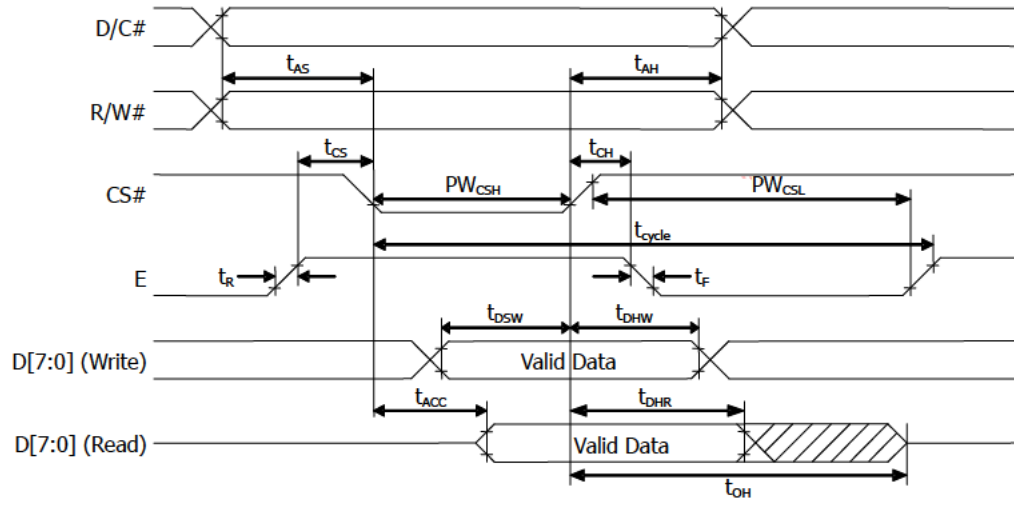 D/C#
tAS
tAH
R/W#
tCS
tCH
CS#
PWCSH
PWCSL
tcycle
E
tR
tF
tDSW
tDHW
D[7:0] (Write)
Valid Data
tACC
tDHR
D[7:0] (Read)
Valid Data
tOH